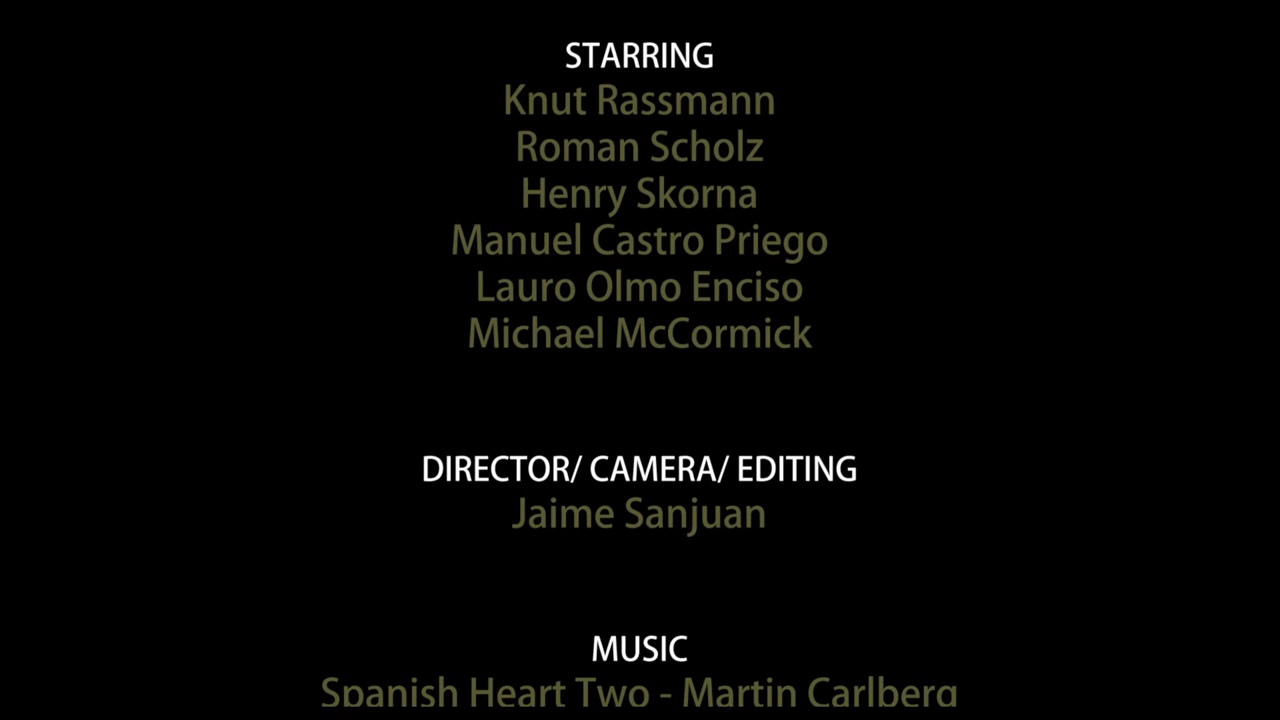 STARRING
Knut Rassmann
Roman Scholz
Henry Skorna
Manuel Castro Priego
Lauro Olmo Enciso
Michael McCormick
DIRECTOR/ CAMERA/ EDITING
Jaime Sanjuan
MUSIC
Spanish Heart Two - Martin Carlberg